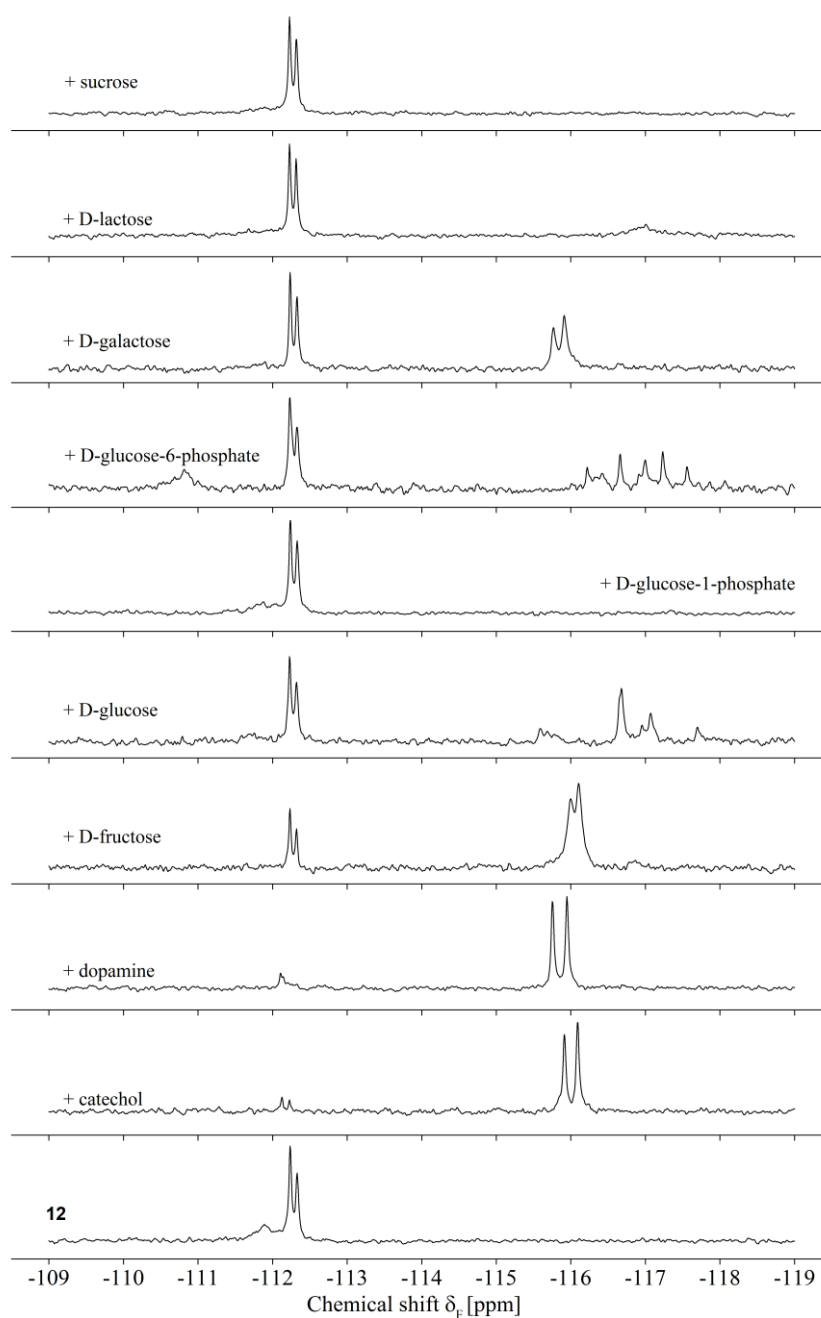 + sucrose
+ D-lactose
+ D-galactose
+ D-glucose-6-phosphate
+ D-glucose-1-phosphate
+ D-glucose
+ D-fructose
+ dopamine
+ catechol
12
-109 -110 -111 -112 -113 -114 -115 -116 -117 -118 -119
Chemical shift δF [ppm]